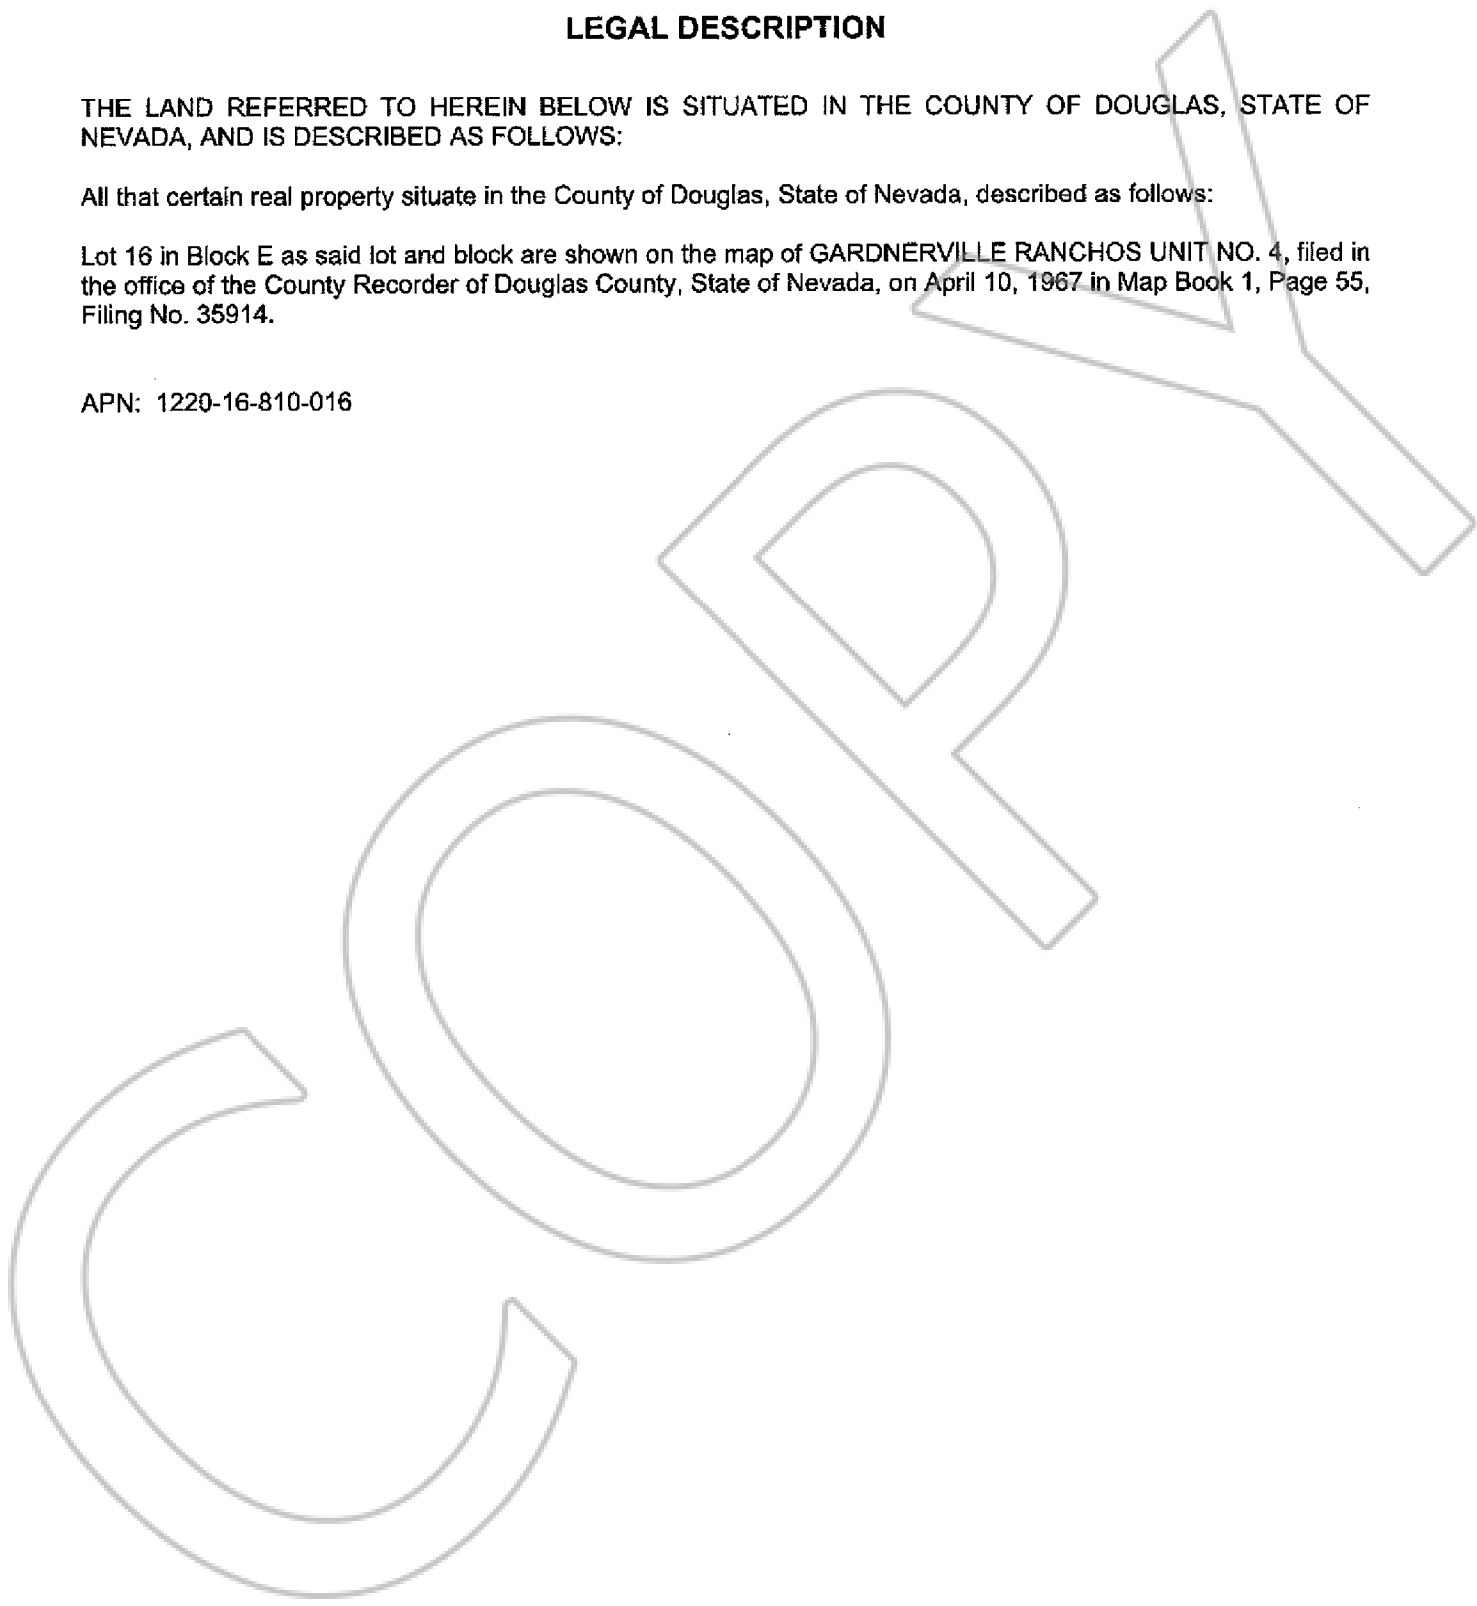 LEGAL DESCRIPTION
THE LAND REFERRED TO HEREIN BELOW IS SITUATED IN THE COUNTY OF DOUGLAS, STATE OF
NEVADA, AND IS DESCRIBED AS FOLLOWS:
All that certain real property situate in the County of Douglas, State of Nevada, described as follows:
Lot 16 in Block E as said lot and block are shown on the map of GARDNERVILLE RANCHOS UNIT NO. 4, filed in
the office of the County Recorder of Douglas County, State of Nevada, on April 10, 1967 in Map Book 1, Page 55,
Filing No. 35914.
APN: 1220-16-810-016
COPY